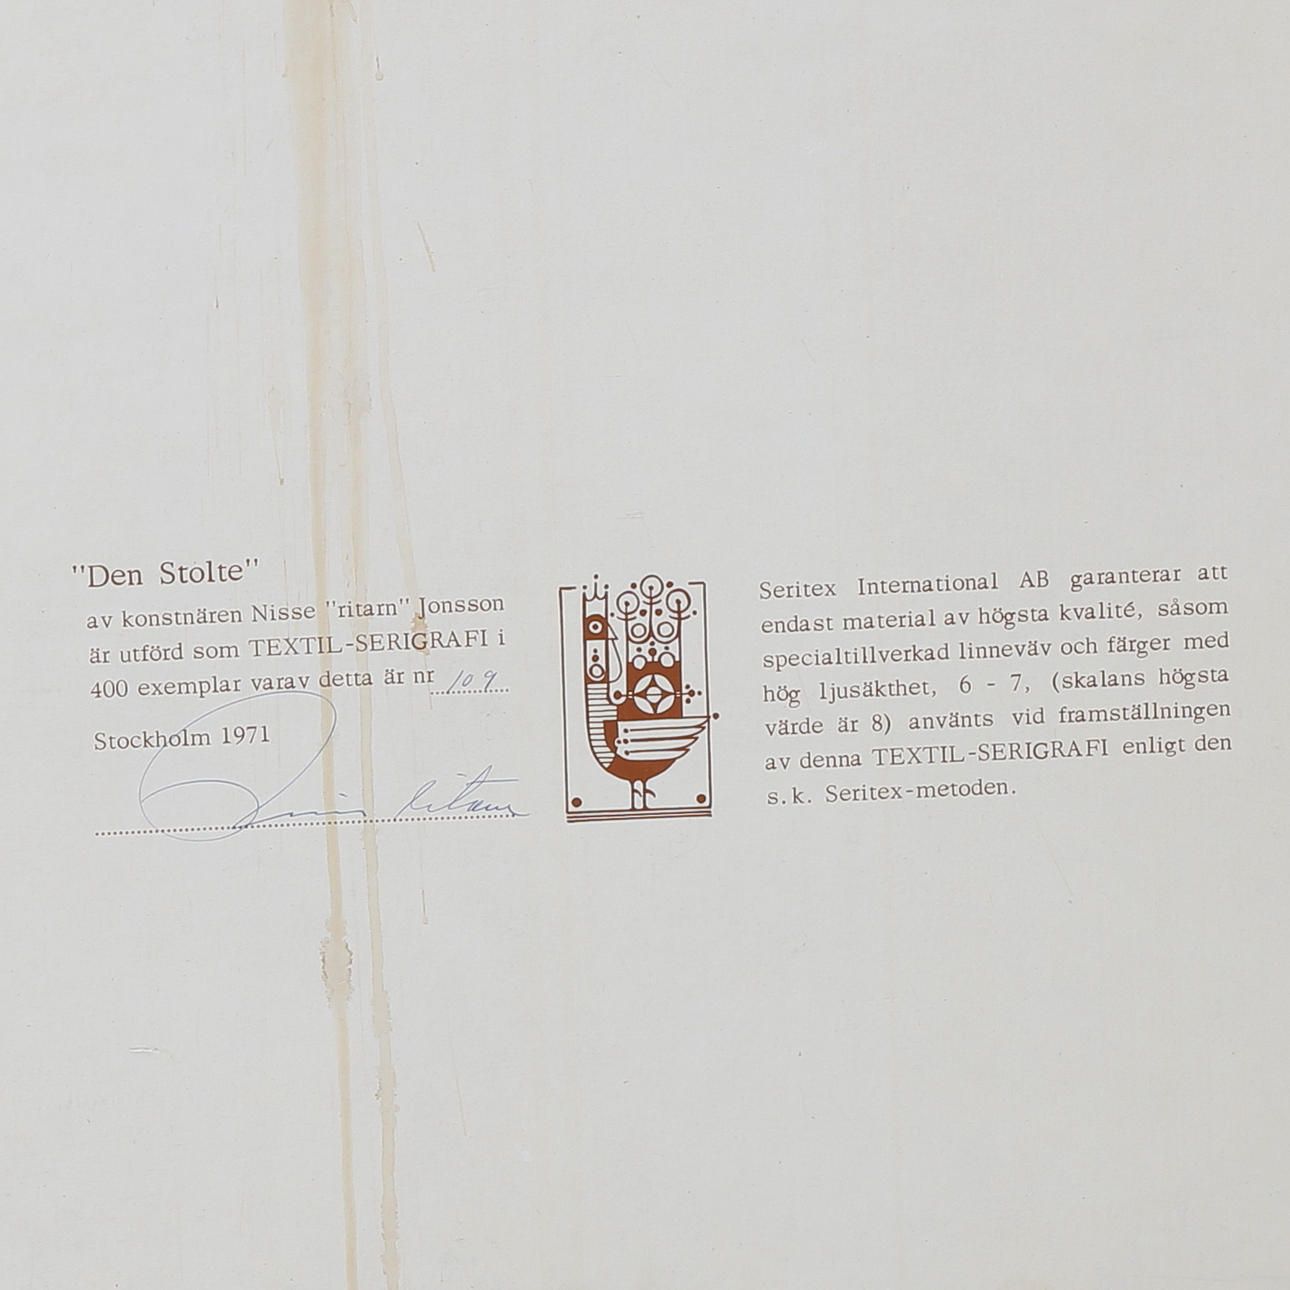 "Den Stolte"
av konstnären Nisse "ritarn" Jonsson
är utförd som TEXTIL-SERIGRAFI i
400 exemplar varav detta är nr 109
Stockholm 1971
Seritex International AB garanterar att
endast material av högsta kvalité, såsom
specialtillverkad linneväv och färger med
hög ljusäkthet, 6 - 7, (skalans högsta
värde är 8) använts vid framställningen
av denna TEXTIL-SERIGRAFI enligt den
s.k. Seritex-metoden.